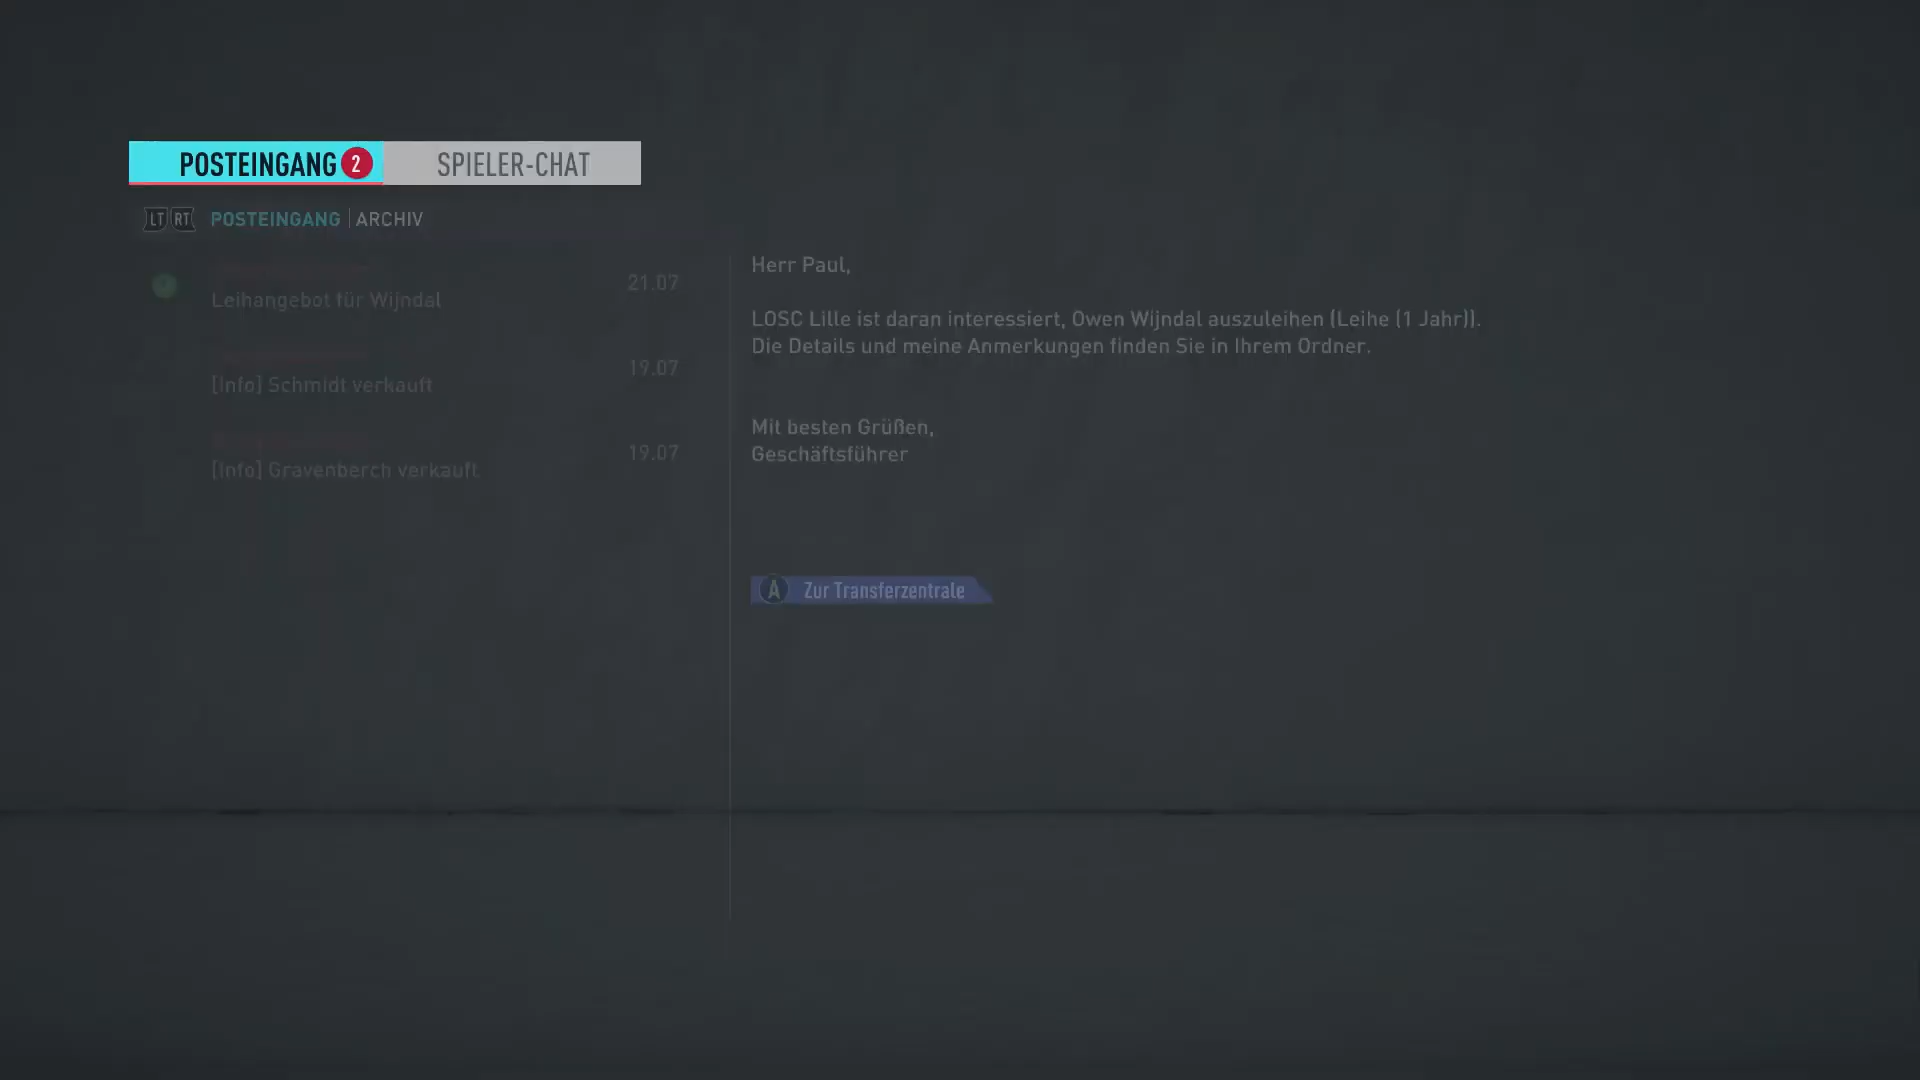 POSTEINGANG 2
SPIELER-CHAT
LT RT POSTEINGANG | ARCHIV
Leihangebot für Wijndal
21.07
[Info] Schmidt verkauft
19.07
[Info] Gravenberch verkauft
19.07
Herr Paul,
LOSC Lille ist daran interessiert, Owen Wijndal auszuleihen (Leihe (1 Jahr)).
Die Details und meine Anmerkungen finden Sie in Ihrem Ordner.
Mit besten Grüßen,
Geschäftsführer
A Zur Transferzentrale